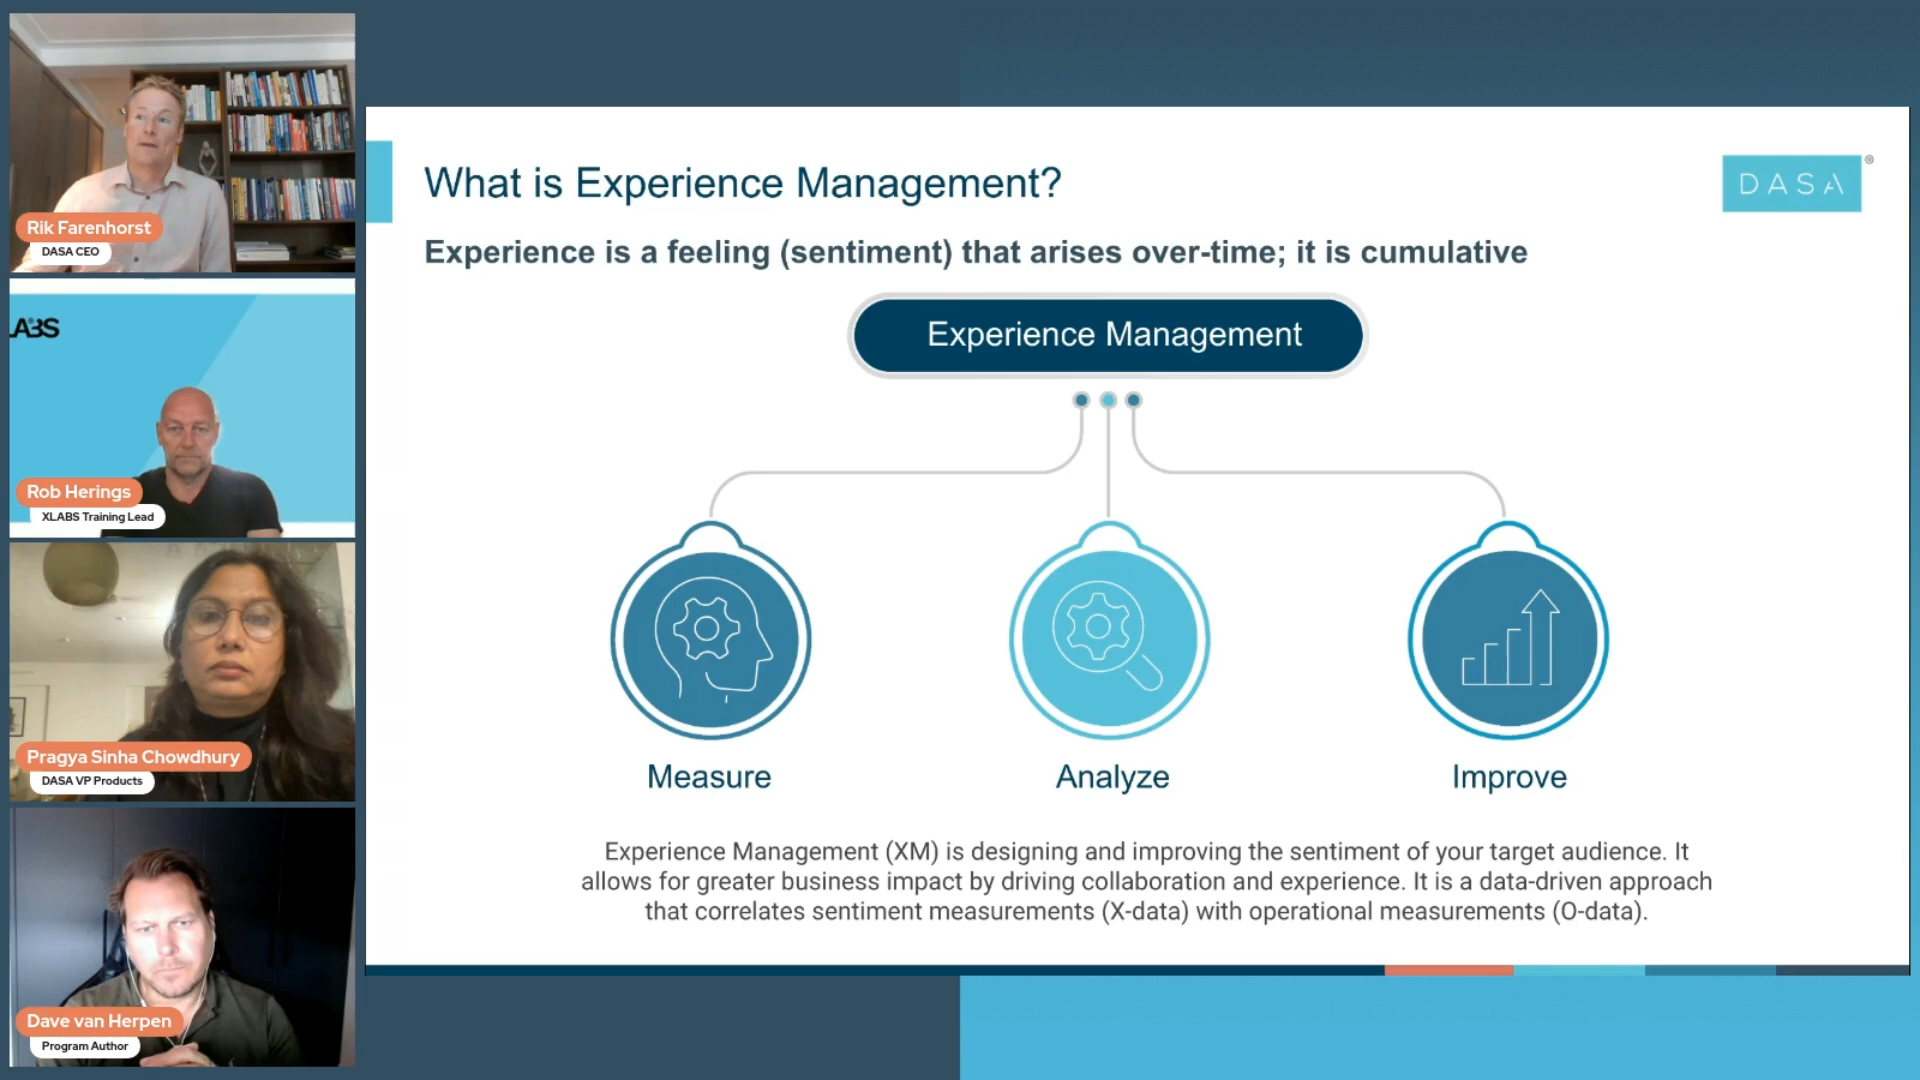 Rik Farenhorst
DASA CEO
LABS
Rob Herings
XLABS Training Lead
Pragya Sinha Chowdhury
DASA VP Products
Dave van Herpen
Program Author
What is Experience Management?
DASA®
Experience is a feeling (sentiment) that arises over-time; it is cumulative
Experience Management
Measure
Analyze
Improve
Experience Management (XM) is designing and improving the sentiment of your target audience. It
allows for greater business impact by driving collaboration and experience. It is a data-driven approach
that correlates sentiment measurements (X-data) with operational measurements (O-data).